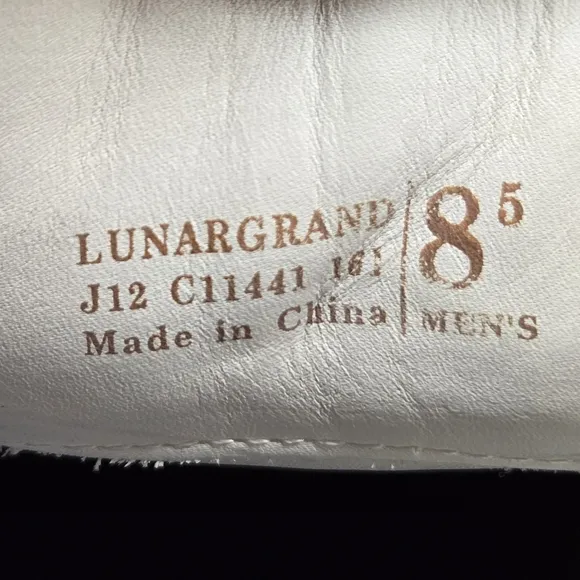 LUNARGRAND
J12 C11441
Made in China
8 5
MEN'S